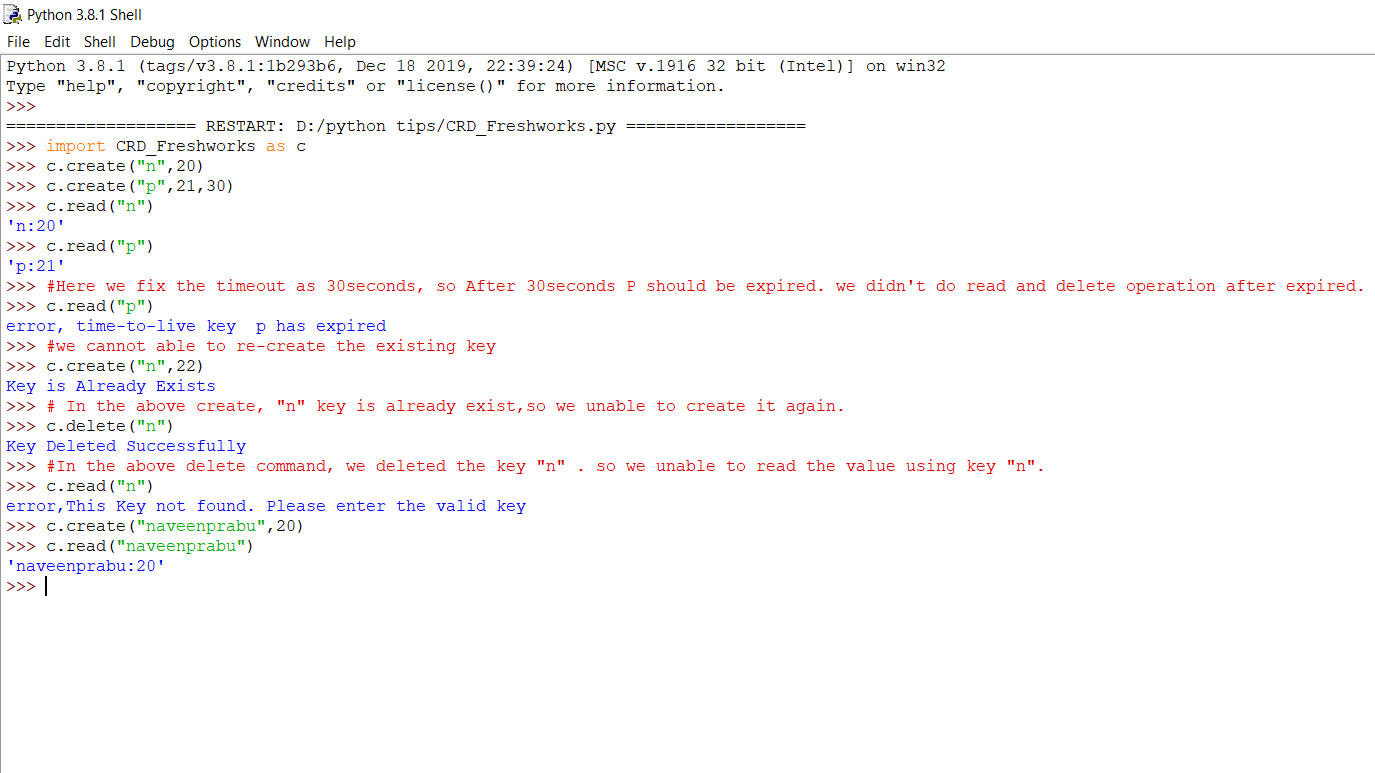 Python 3.8.1 Shell
File Edit Shell Debug Options Window Help
Python 3.8.1 (tags/v3.8.1:1b293b6, Dec 18 2019, 22:39:24) [MSC v.1916 32 bit (Intel)] on win32
Type "help", "copyright", "credits" or "license()" for more information.
>>>
=================== RESTART: D:/python tips/CRD_Freshworks.py ==================
>>> import CRD_Freshworks as c
>>> c.create("n",20)
>>> c.create("p",21,30)
>>> c.read("n")
'n:20'
>>> c.read("p")
'p:21'
>>> #Here we fix the timeout as 30seconds, so After 30seconds P should be expired. we didn't do read and delete operation after expired.
>>> c.read("p")
error, time-to-live key  p has expired
>>> #we cannot able to re-create the existing key
>>> c.create("n",22)
Key is Already Exists
>>> # In the above create, "n" key is already exist,so we unable to create it again.
>>> c.delete("n")
Key Deleted Successfully
>>> #In the above delete command, we deleted the key "n" . so we unable to read the value using key "n".
>>> c.read("n")
error,This Key not found. Please enter the valid key
>>> c.create("naveenprabu",20)
>>> c.read("naveenprabu")
'naveenprabu:20'
>>>